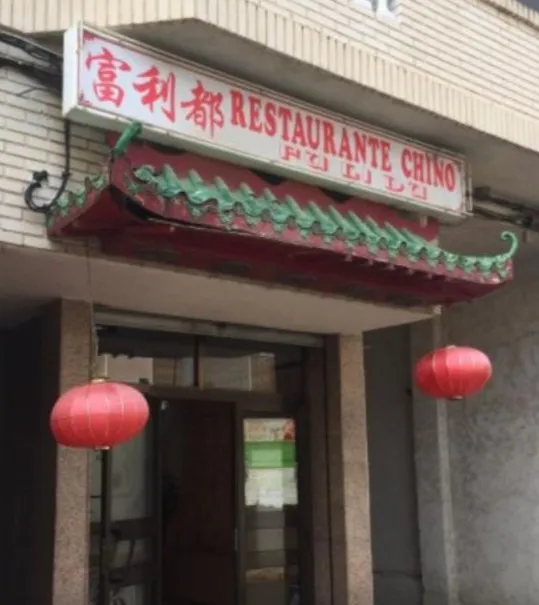 富利都 RESTAURANTE CHINO
FU LI DU